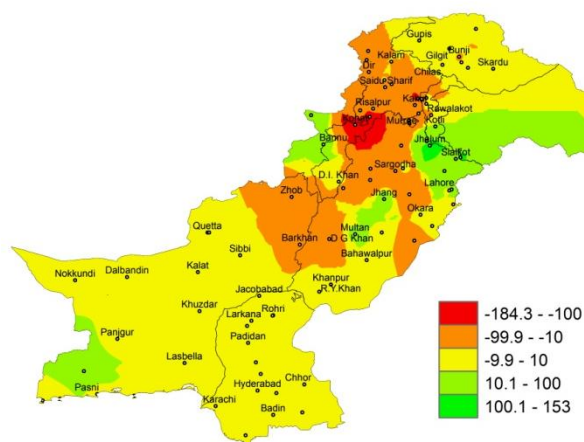 Gupis
Kalam
Gilgit
Bunji
Dir
Chilas
Skardu
Saidu Sharif
Risalpur
Kakul
Rawalakot
Kohat
Murree
Kotli
Bannu
Jhelum
Sialkot
Sargodha
D.I. Khan
Lahore
Zhob
Jhang
Okara
Quetta
Multan
Barkhan
D G Khan
Sibbi
Bahawalpur
Nokkundi
Dalbandin
Kalat
Khanpur
Jacobabad
R.Y.Khan
Khuzdar
Larkana
Rohri
Panjgur
Padidan
Lasbella
Chhor
Hyderabad
Pasni
Karachi
Badin
-184.3 - -100
-99.9 - -10
-9.9 - 10
10.1 - 100
100.1 - 153